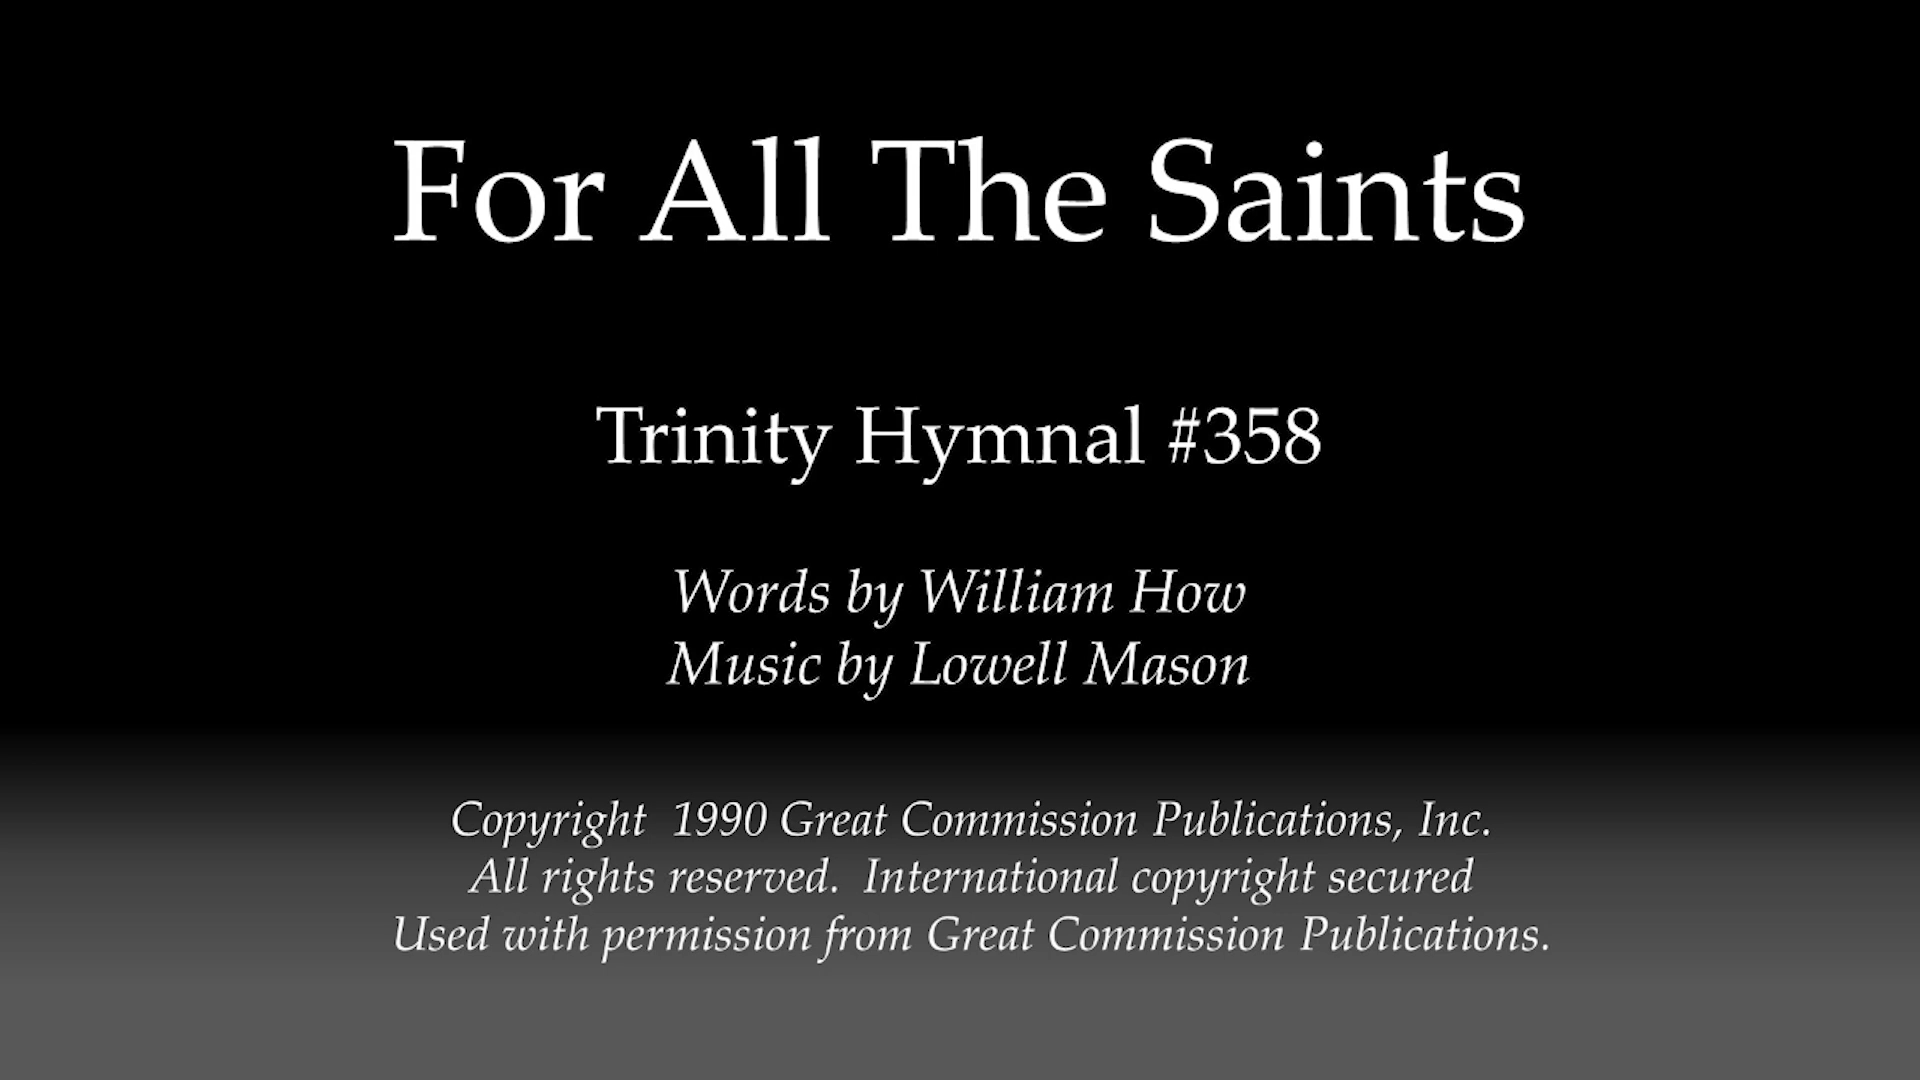 For All The Saints
Trinity Hymnal #358
Words by William How
Music by Lowell Mason
Copyright  1990 Great Commission Publications, Inc.
All rights reserved.  International copyright secured
Used with permission from Great Commission Publications.